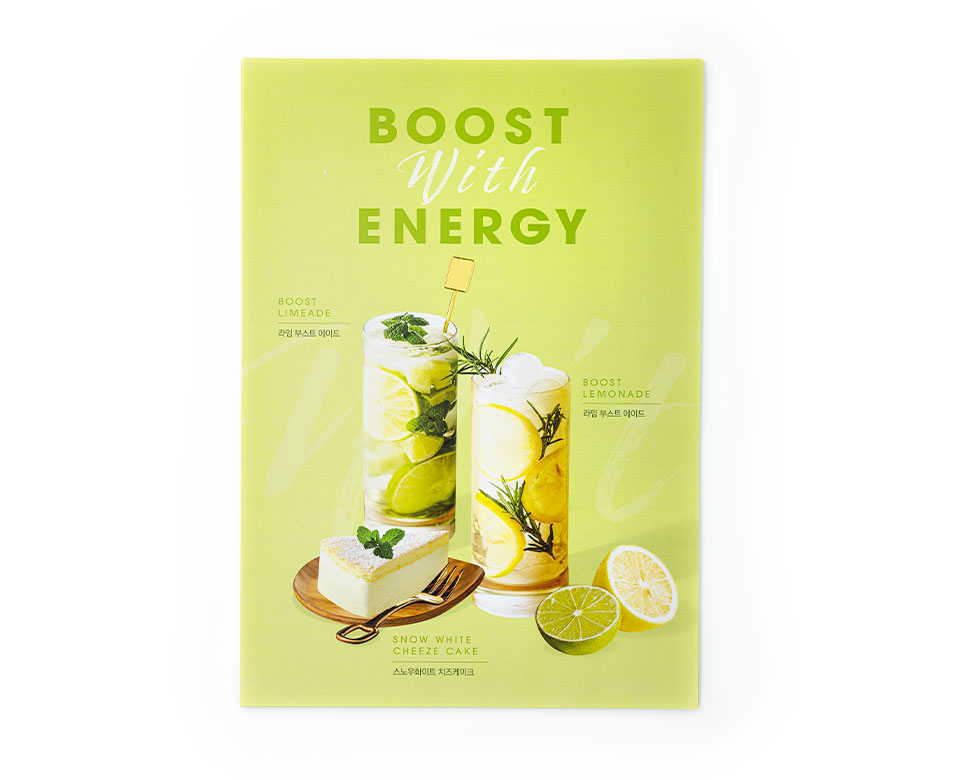 BOOST
With
ENERGY
BOOST
LIMEADE
라임 부스트 에이드
BOOST
LEMONADE
라임 부스트 에이드
SNOW WHITE
CHEEZE CAKE
스노우화이트 치즈케이크